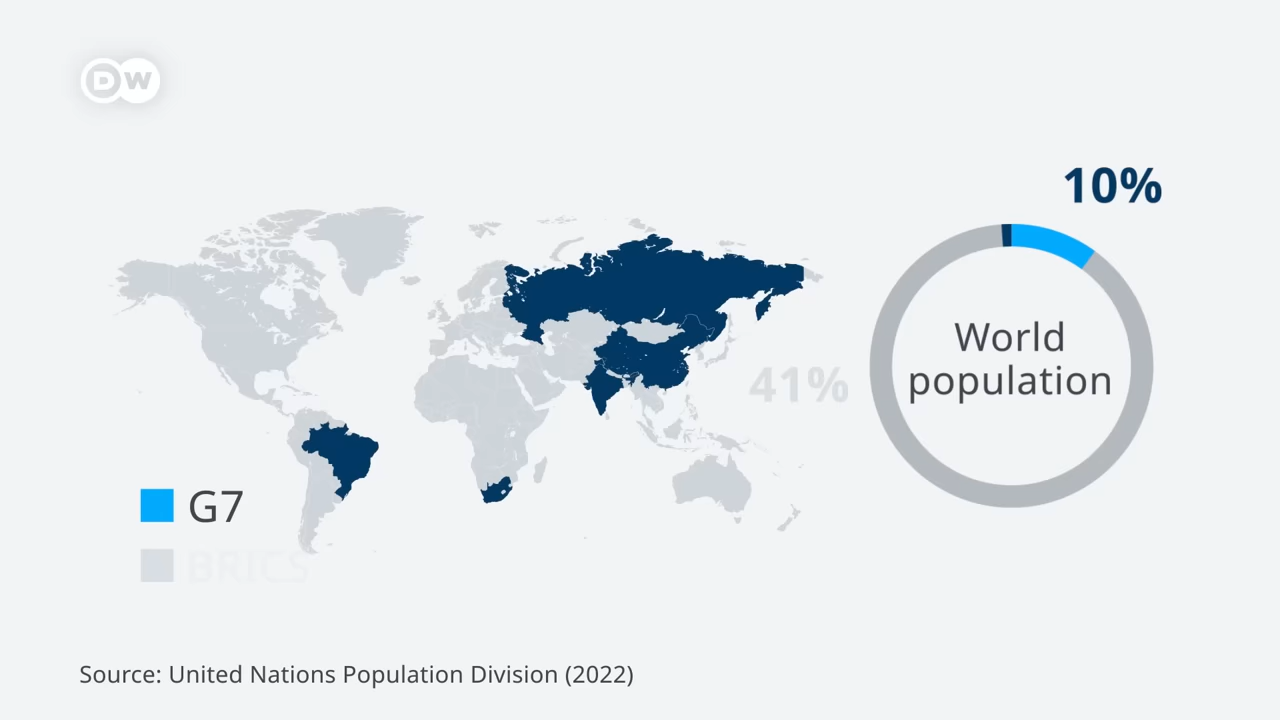 DW
10%
World
population
41%
G7
BRICS
Source: United Nations Population Division (2022)